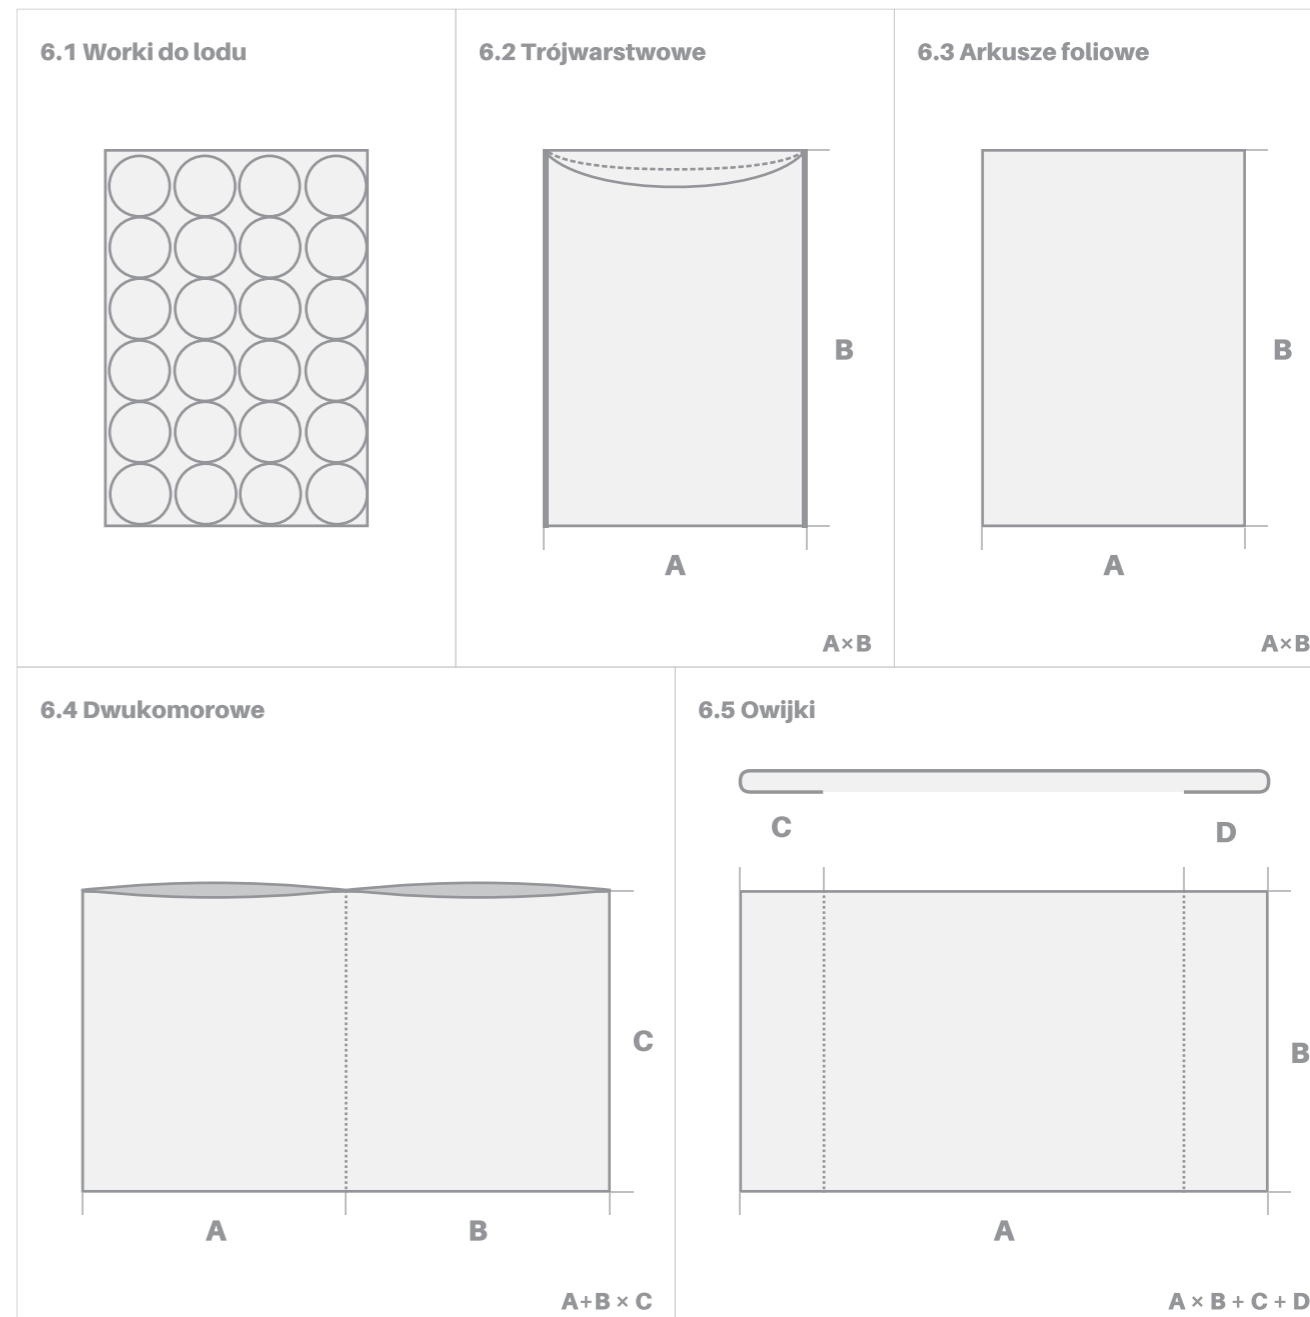 6.1 Worki do lodu
6.2 Trójwarstwowe
B
A
A×B
6.3 Arkusze foliowe
B
A
A×B
6.4 Dwukomorowe
C
A
B
A+B × C
6.5 Owijki
C
D
B
A
A × B + C + D